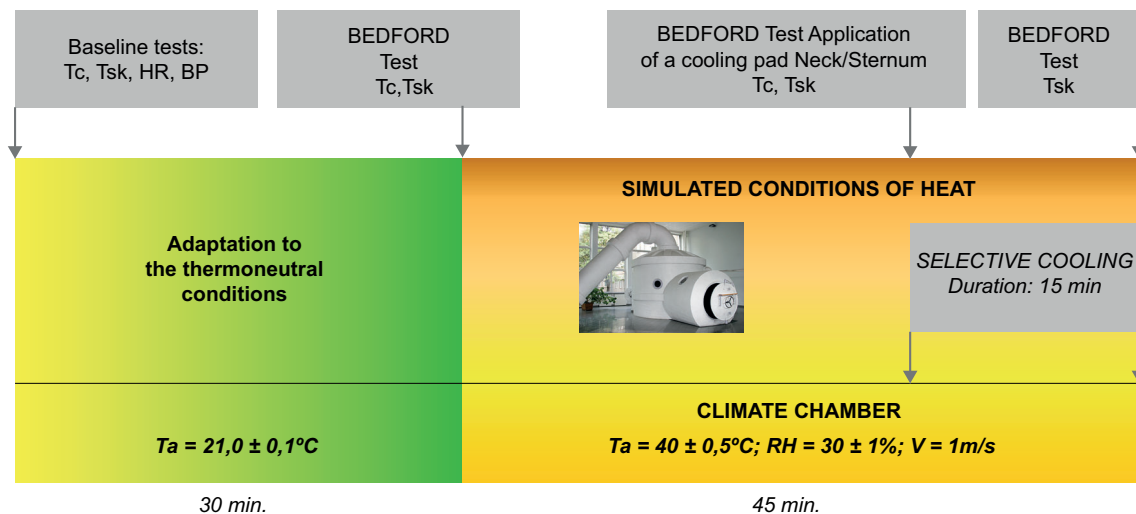 Baseline tests:
Tc, Tsk, HR, BP
BEDFORD
Test
Tc,Tsk
BEDFORD Test Application
of a cooling pad Neck/Sternum
Tc, Tsk
BEDFORD
Test
Tsk
Adaptation to
the thermoneutral
conditions
SIMULATED CONDITIONS OF HEAT
SELECTIVE COOLING
Duration: 15 min
CLIMATE CHAMBER
Ta = 21,0 ± 0,1ºC
Ta = 40 ± 0,5ºC; RH = 30 ± 1%; V = 1m/s
30 min.
45 min.